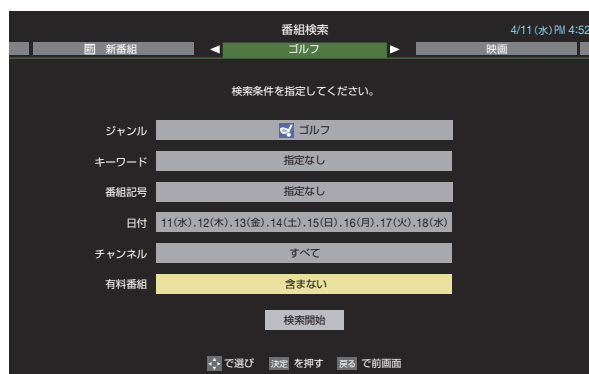 番組検索
4/11 (水) PM 4:52
新番組 ◀ ゴルフ ▶ 映画
検索条件を指定してください。
ジャンル ゴルフ
キーワード 指定なし
番組記号 指定なし
日付 11(水).12(木).13(金).14(土).15(日).16(月).17(火).18(水)
チャンネル すべて
有料番組 含まない
検索開始
で選び 決定 を押す 戻る で前画面